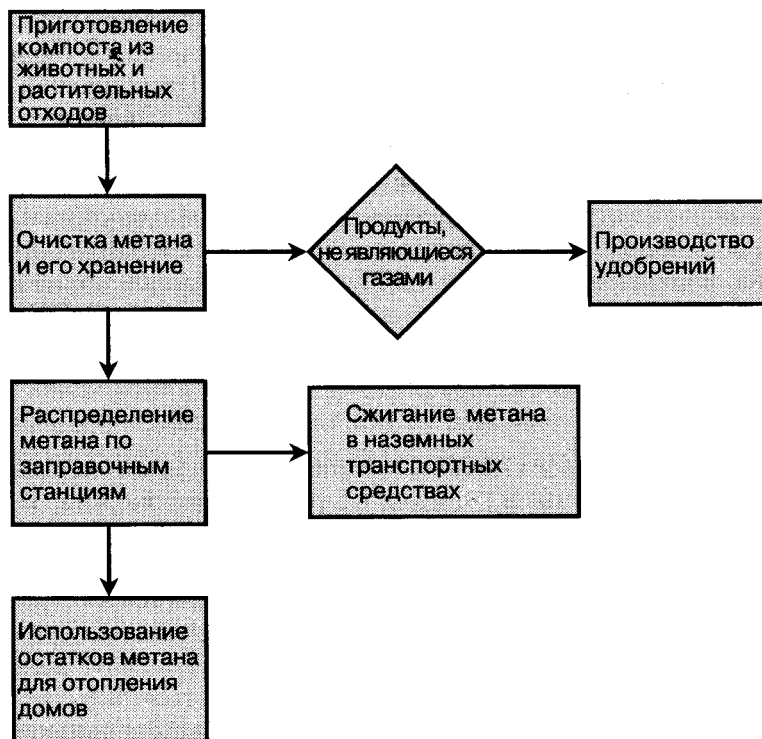 Приготовление
компоста из
животных и
растительных
отходов
Очистка метана
и его хранение
Продукты,
не являющиеся
газами
Производство
удобрений
Распределение
метана по
заправочным
станциям
Сжигание метана
в наземных
транспортных
средствах
Использование
остатков метана
для отопления
домов